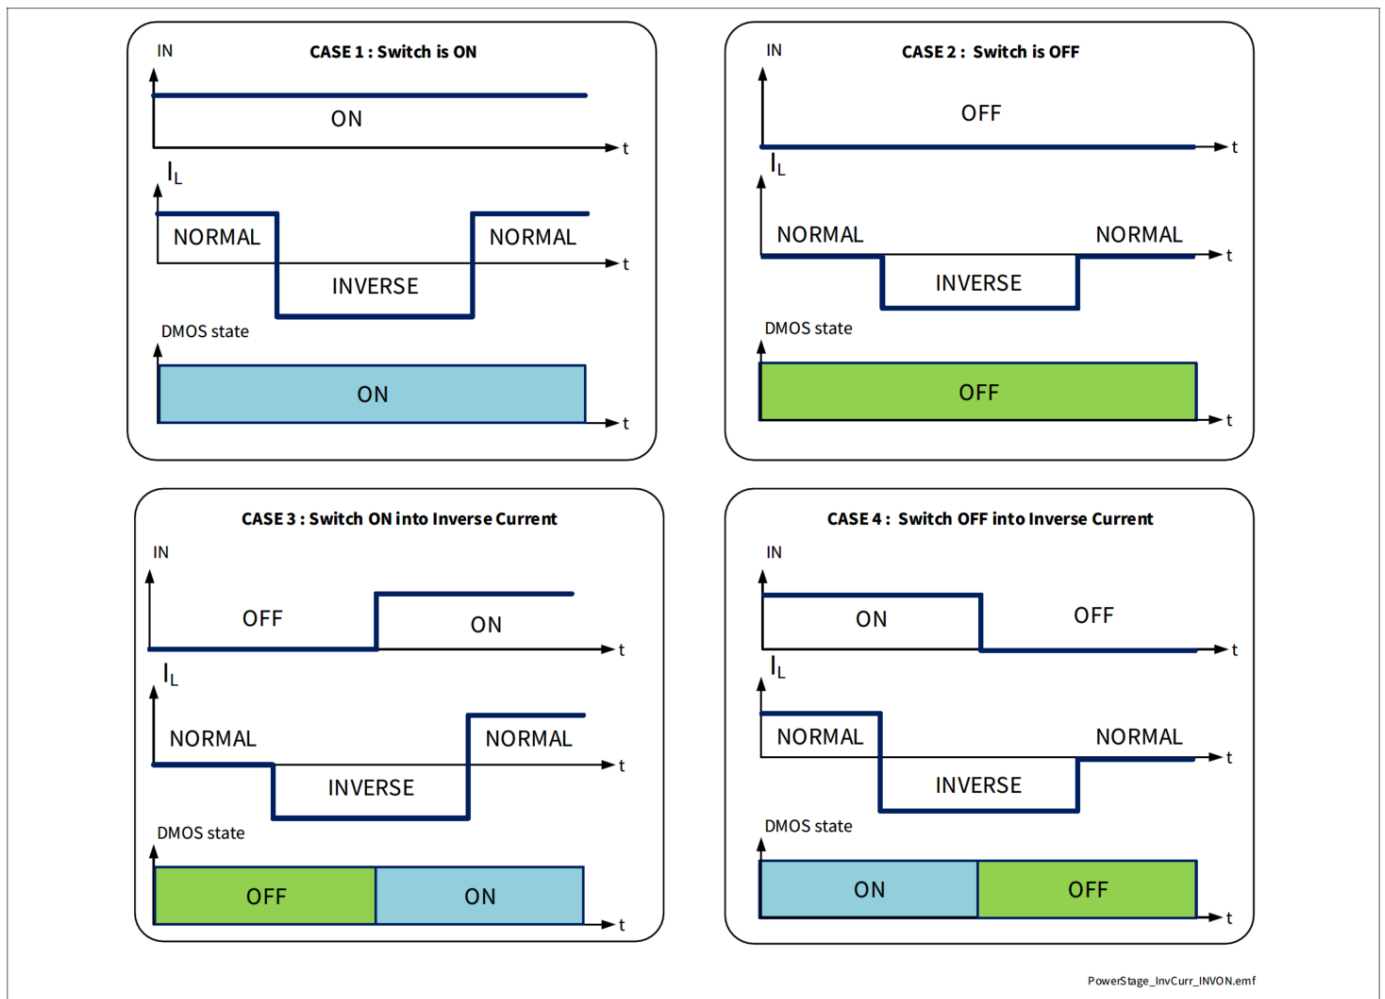 CASE 1 : Switch is ON
IN
ON
t
IL
NORMAL
NORMAL
INVERSE
t
DMOS state
ON
t
CASE 2 : Switch is OFF
IN
OFF
t
IL
NORMAL
NORMAL
INVERSE
t
DMOS state
OFF
t
CASE 3 : Switch ON into Inverse Current
IN
OFF
ON
t
IL
NORMAL
NORMAL
INVERSE
t
DMOS state
OFF
ON
t
CASE 4 : Switch OFF into Inverse Current
IN
ON
OFF
t
IL
NORMAL
NORMAL
INVERSE
t
DMOS state
ON
OFF
t
PowerStage_InvCurr_INVON.emf